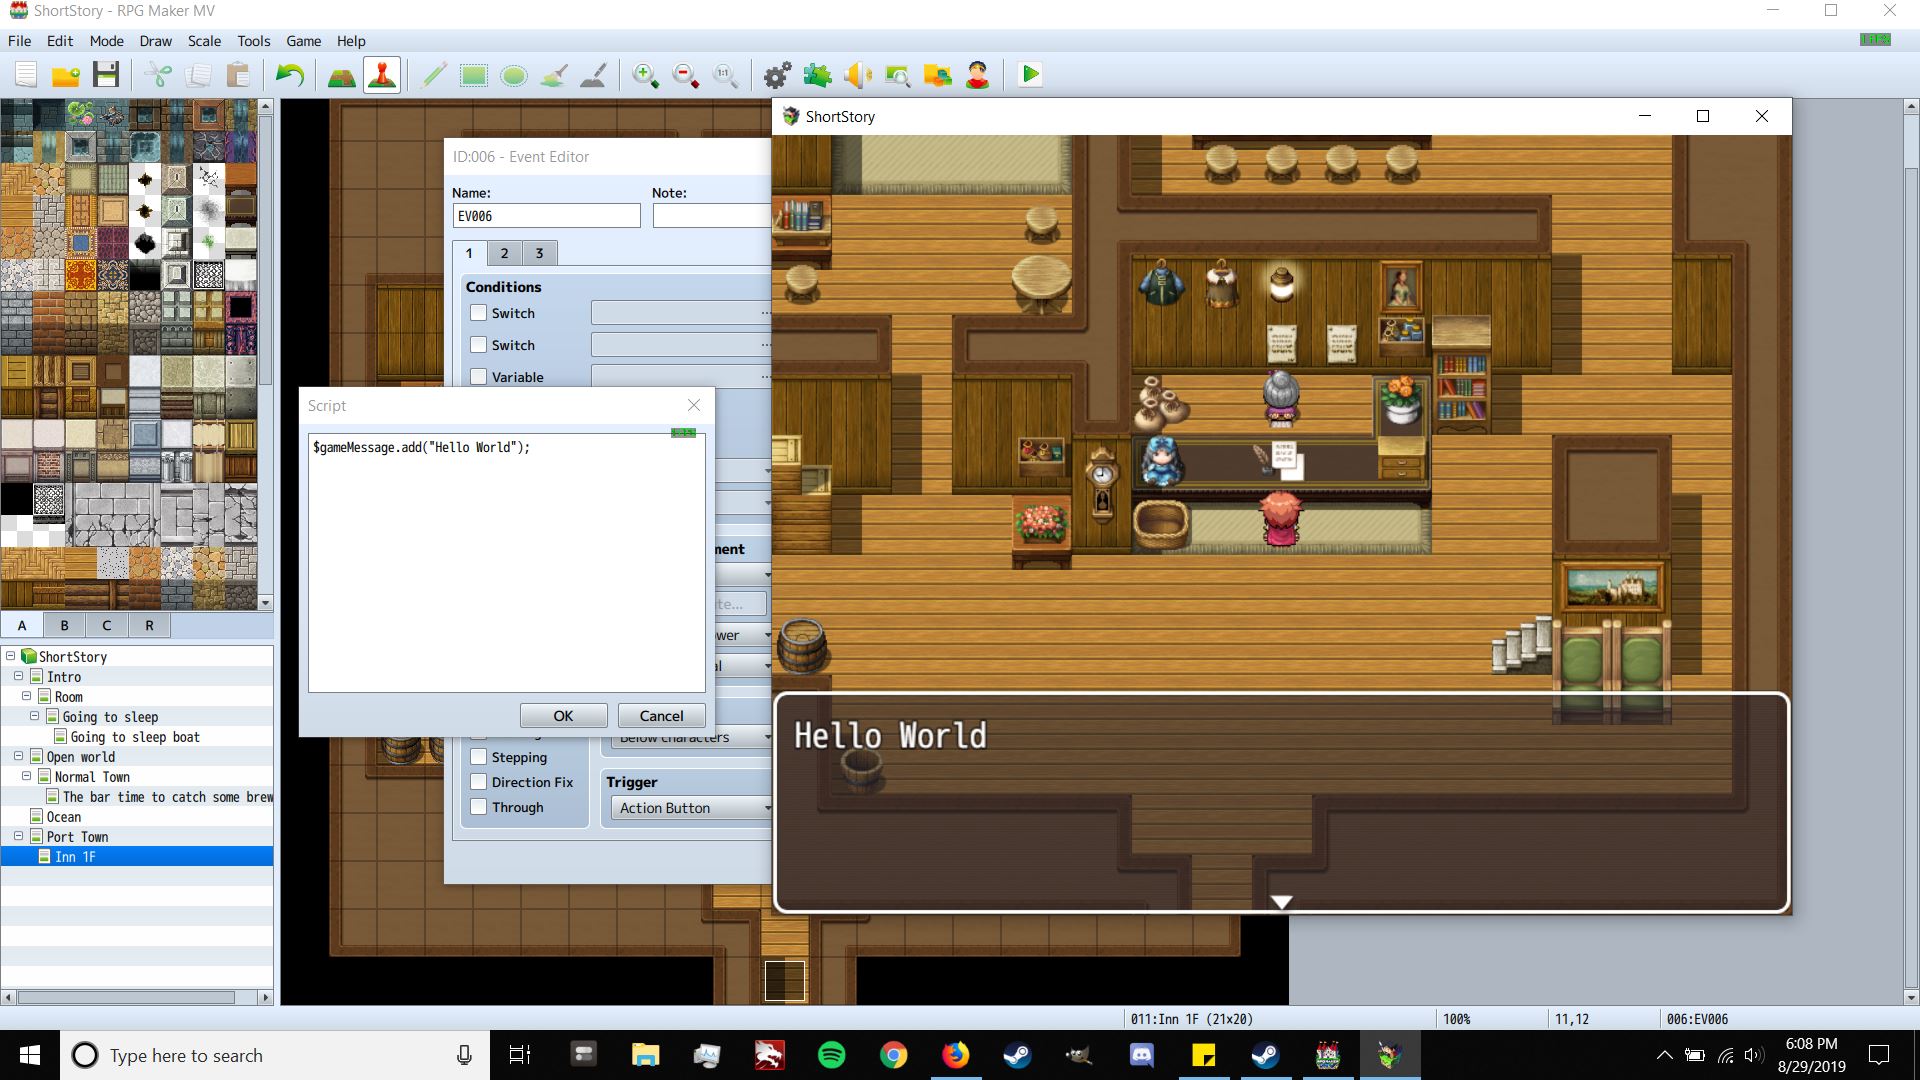 ShortStory - RPG Maker MV
File Edit Mode Draw Scale Tools Game Help
1:1
ShortStory
ID:006 - Event Editor
Name: Note:
EV006
1 2 3
Conditions
Switch ...
Switch ...
Variable ...
Script
$gameMessage.add("Hello World");
OK Cancel
Below characters
Stepping
Direction Fix
Through
Trigger
Action Button
Hello World
A B C R
ShortStory
Intro
Room
Going to sleep
Going to sleep boat
Open world
Normal Town
The bar time to catch some brew
Ocean
Port Town
Inn 1F
011:Inn 1F (21x20) 100% 11,12 006:EV006
Type here to search
6:08 PM
8/29/2019